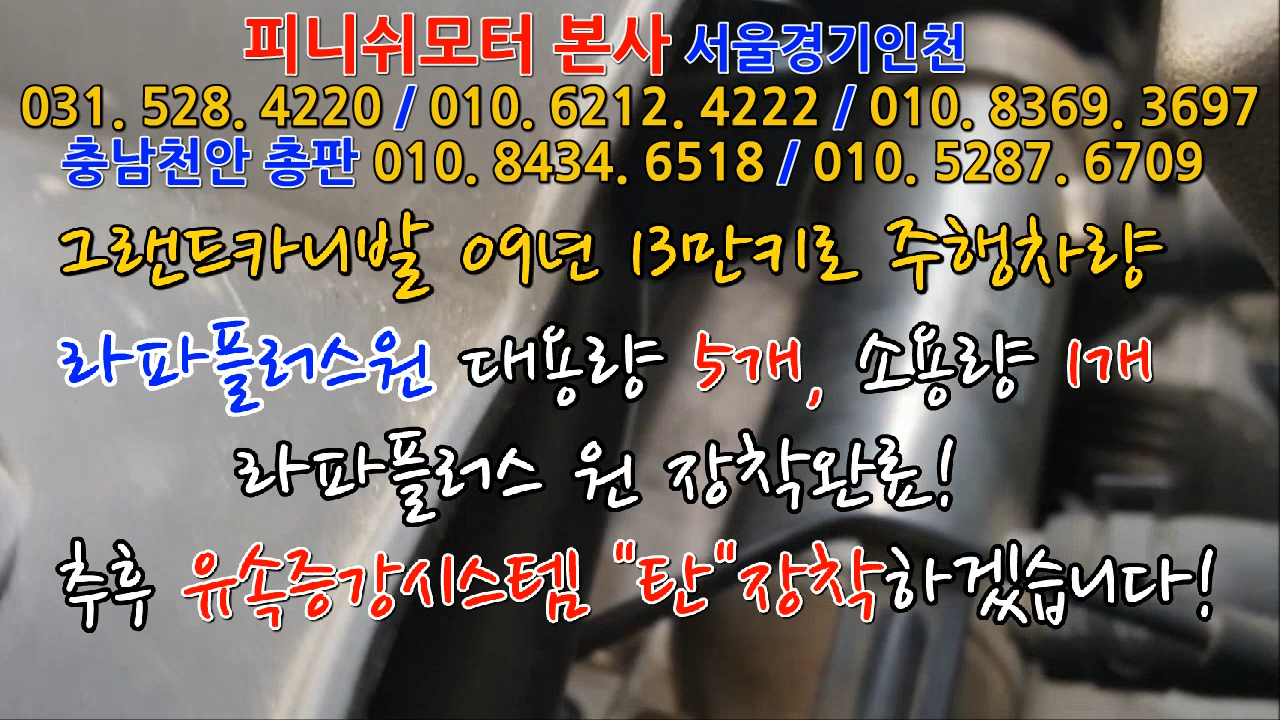 피니쉬모터 본사 서울경기인천
031. 528. 4220 / 010. 6212. 4222 / 010. 8369. 3697
충남천안 총판 010. 8434. 6518 / 010. 5287. 6709
그랜드카니발 09년 13만키로 주행차량
라파플러스원 대용량 5개, 소용량 1개
라파플러스 원 장착완료!
추후 유속증강시스템 "탄"장착하겠습니다!